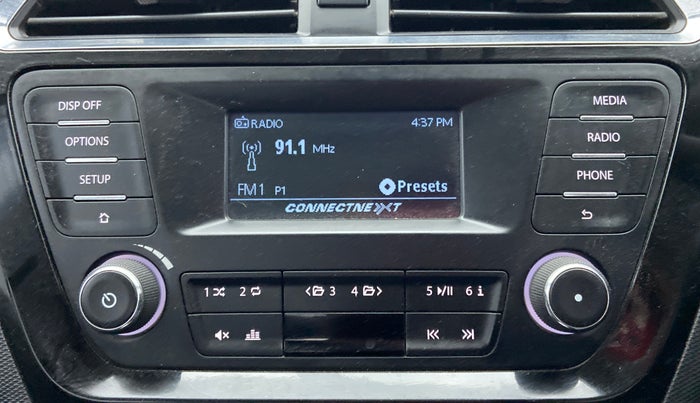 DISP OFF
OPTIONS
SETUP
RADIO 4:37 PM
91.1 MHz
FM1 P1 Presets
CONNECTNEXT
MEDIA
RADIO
PHONE
1 2 3 4 5 6 i